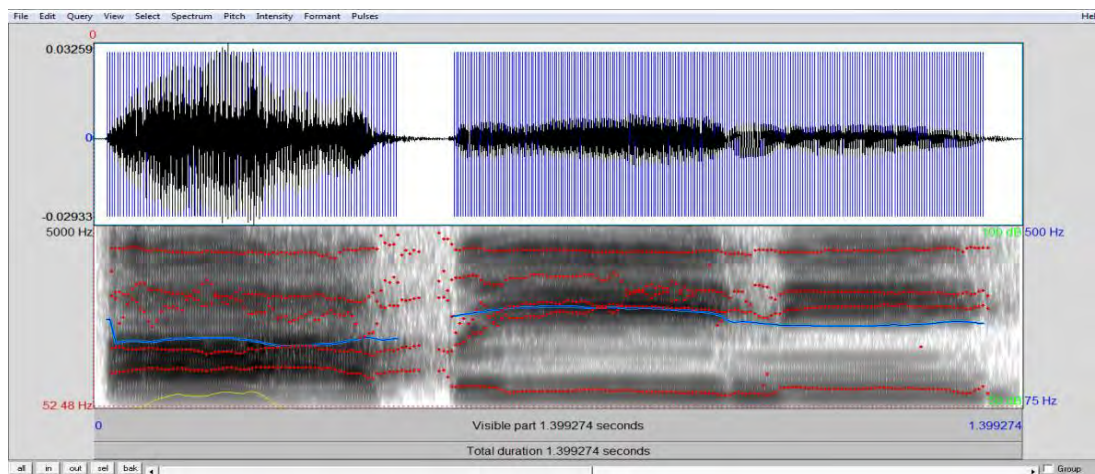 File Edit Query View Select Spectrum Pitch Intensity Formant Pulses Hel
0
0.03259
0
-0.02933
5000 Hz 100 dB 500 Hz
52.48 Hz 75 Hz
0 Visible part 1.399274 seconds 1.399274
Total duration 1.399274 seconds
all in out sel bak Group